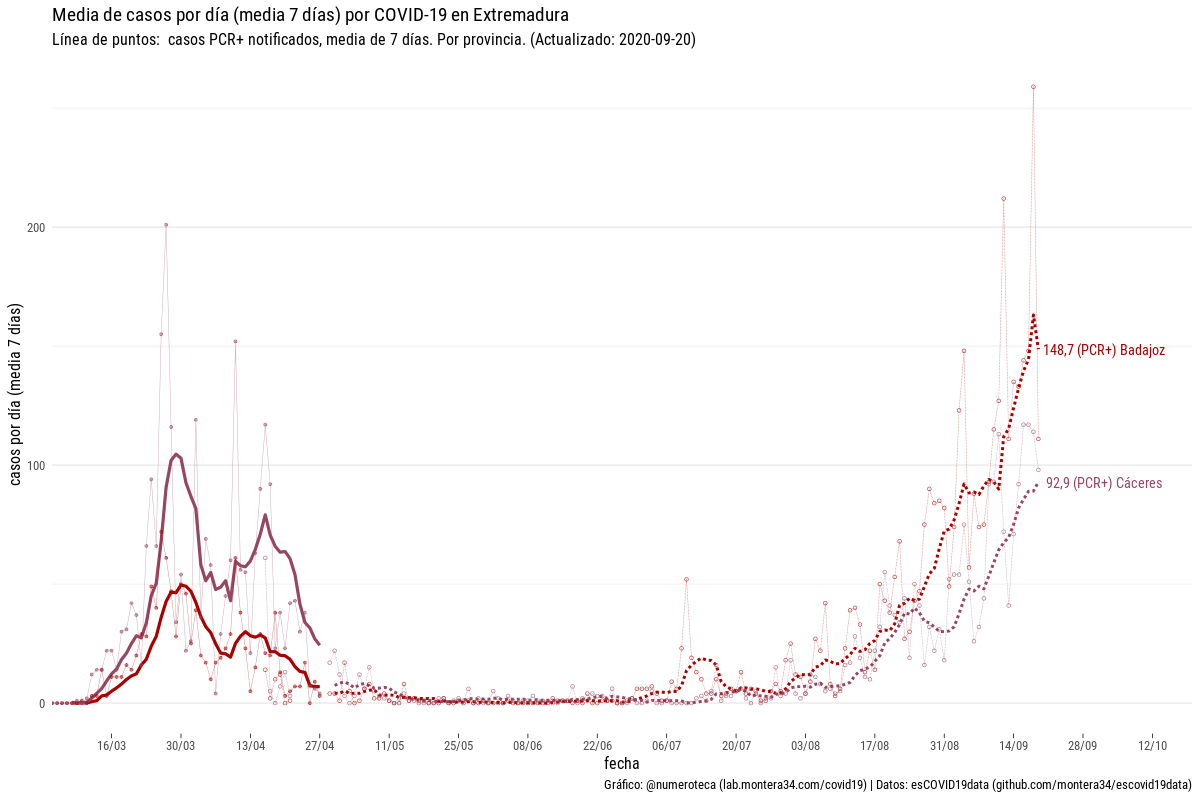 Media de casos por día (media 7 días) por COVID-19 en Extremadura
Línea de puntos:  casos PCR+ notificados, media de 7 días. Por provincia. (Actualizado: 2020-09-20)
casos por día (media 7 días)
200
100
0
148,7 (PCR+) Badajoz
92,9 (PCR+) Cáceres
16/03 30/03 13/04 27/04 11/05 25/05 08/06 22/06 06/07 20/07 03/08 17/08 31/08 14/09 28/09 12/10
fecha
Gráfico: @numeroteca (lab.montera34.com/covid19) | Datos: esCOVID19data (github.com/montera34/escovid19data)